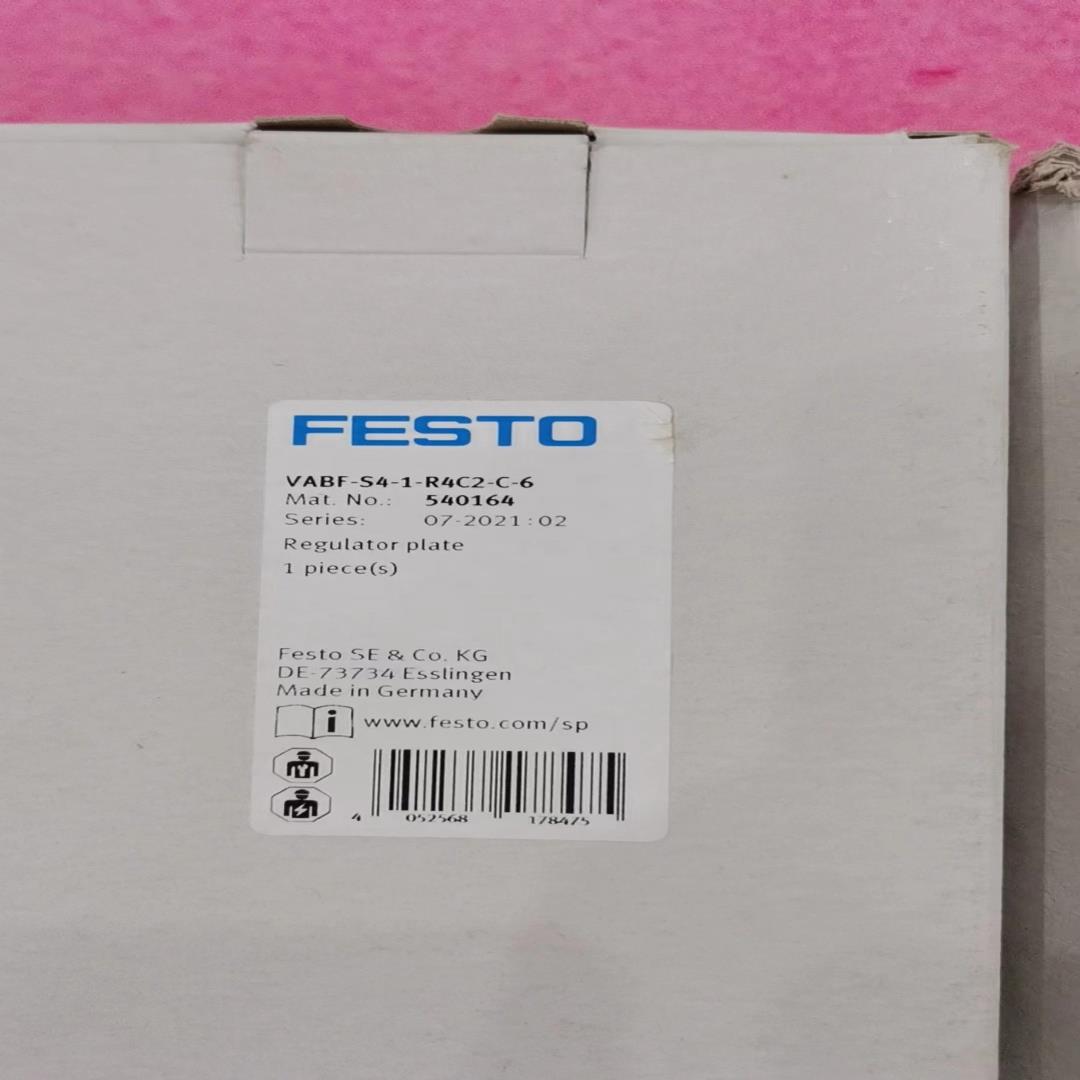 FESTO
VABF-S4-1-R4C2-C-6
Mat. No.: 540164
Series: 07-2021:02
Regulator plate
1 piece(s)
Festo SE & Co. KG
DE-73734 Esslingen
Made in Germany
i www.festo.com/sp
4 052568 178475